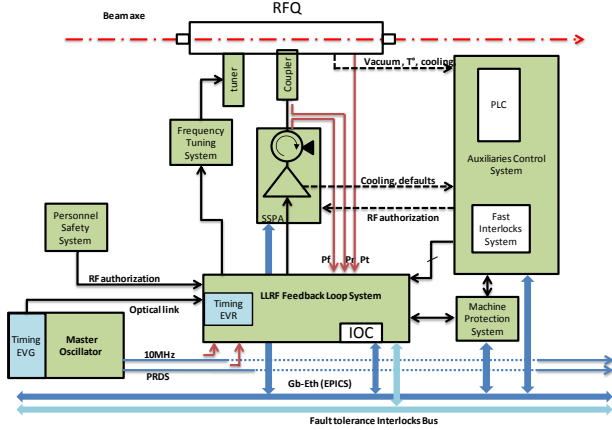 RFQ
Beam axe
tuner
Coupler
Vacuum , T°, cooling
PLC
Frequency
Tuning
System
Auxiliaries Control
System
Cooling, defaults
SSPA
RF authorization
Personnel
Safety
System
Fast
Interlocks
System
Pf
Pr
Pt
RF authorization
LLRF Feedback Loop System
Optical link
Timing
EVR
IOC
Machine
Protection
System
Timing
EVG
Master
Oscillator
10MHz
PRDS
Gb-Eth (EPICS)
Fault tolerance Interlocks Bus